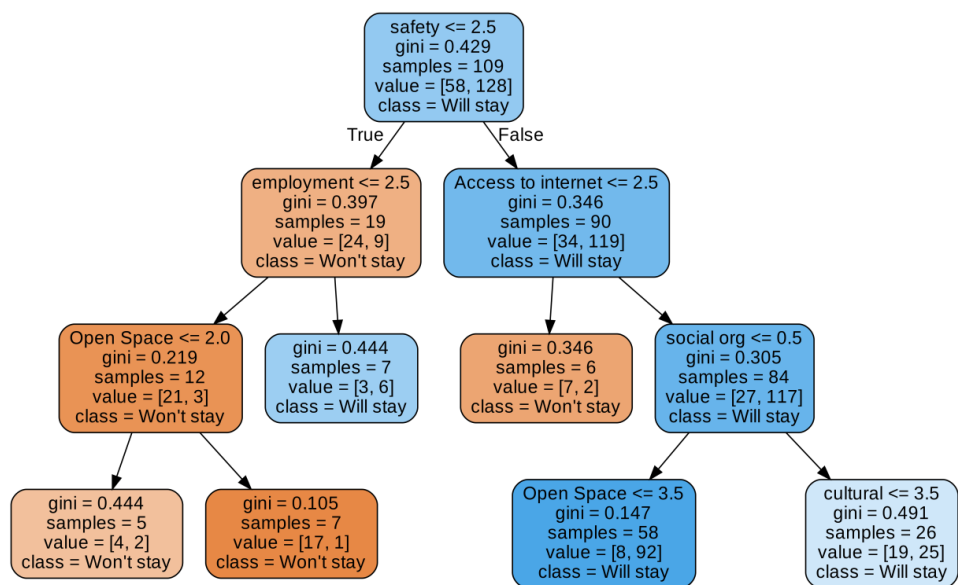 safety <= 2.5
gini = 0.429
samples = 109
value = [58, 128]
class = Will stay
True
False
employment <= 2.5
gini = 0.397
samples = 19
value = [24, 9]
class = Won't stay
Access to internet <= 2.5
gini = 0.346
samples = 90
value = [34, 119]
class = Will stay
Open Space <= 2.0
gini = 0.219
samples = 12
value = [21, 3]
class = Won't stay
gini = 0.444
samples = 7
value = [3, 6]
class = Will stay
gini = 0.346
samples = 6
value = [7, 2]
class = Won't stay
social org <= 0.5
gini = 0.305
samples = 84
value = [27, 117]
class = Will stay
gini = 0.444
samples = 5
value = [4, 2]
class = Won't stay
gini = 0.105
samples = 7
value = [17, 1]
class = Won't stay
Open Space <= 3.5
gini = 0.147
samples = 58
value = [8, 92]
class = Will stay
cultural <= 3.5
gini = 0.491
samples = 26
value = [19, 25]
class = Will stay